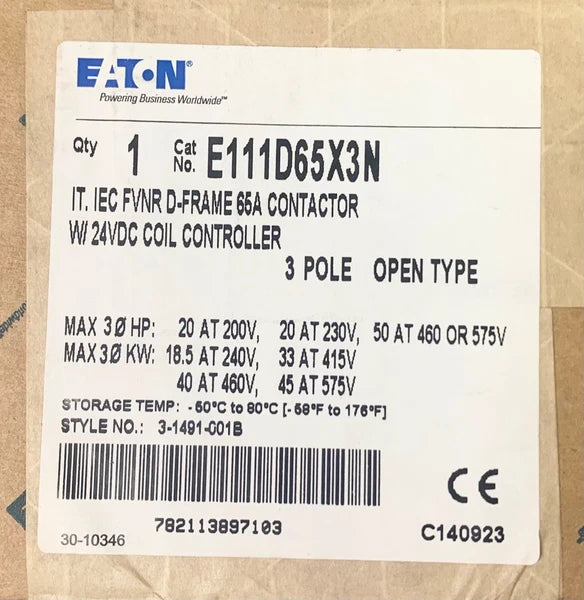 EATON®
Powering Business Worldwide™
Qty 1 Cat No. E111D65X3N
IT. IEC FVNR D-FRAME 65A CONTACTOR
W/ 24VDC COIL CONTROLLER
3 POLE OPEN TYPE
MAX 3Ø HP: 20 AT 200V, 20 AT 230V, 50 AT 460 OR 575V
MAX 3Ø KW: 18.5 AT 240V, 33 AT 415V
40 AT 460V, 45 AT 575V
STORAGE TEMP: -50°C to 80°C [-58°F to 176°F]
STYLE NO.: 3-1491-001B
CE
782113897103
30-10346
C140923